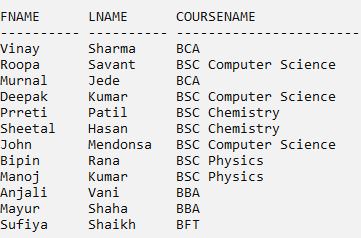 FNAME      LNAME      COURSENAME
---------- ---------- -----------------------
Vinay      Sharma     BCA
Roopa      Savant     BSC Computer Science
Murnal     Jede       BCA
Deepak     Kumar      BSC Computer Science
Prreti     Patil      BSC Chemistry
Sheetal    Hasan      BSC Chemistry
John       Mendonsa   BSC Computer Science
Bipin      Rana       BSC Physics
Manoj      Kumar      BSC Physics
Anjali     Vani       BBA
Mayur      Shaha      BBA
Sufiya     Shaikh     BFT